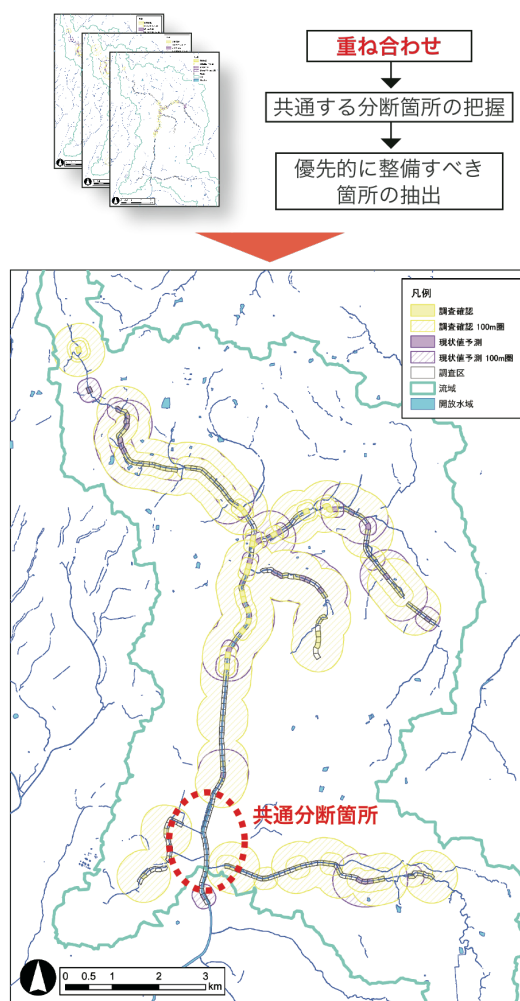 重ね合わせ
共通する分断箇所の把握
優先的に整備すべき
箇所の抽出
凡例
調査確認
調査確認 100m圏
現状値予測
現状値予測 100m圏
調査区
流域
開放水域
共通分断箇所
0 0.5 1 2 3
km